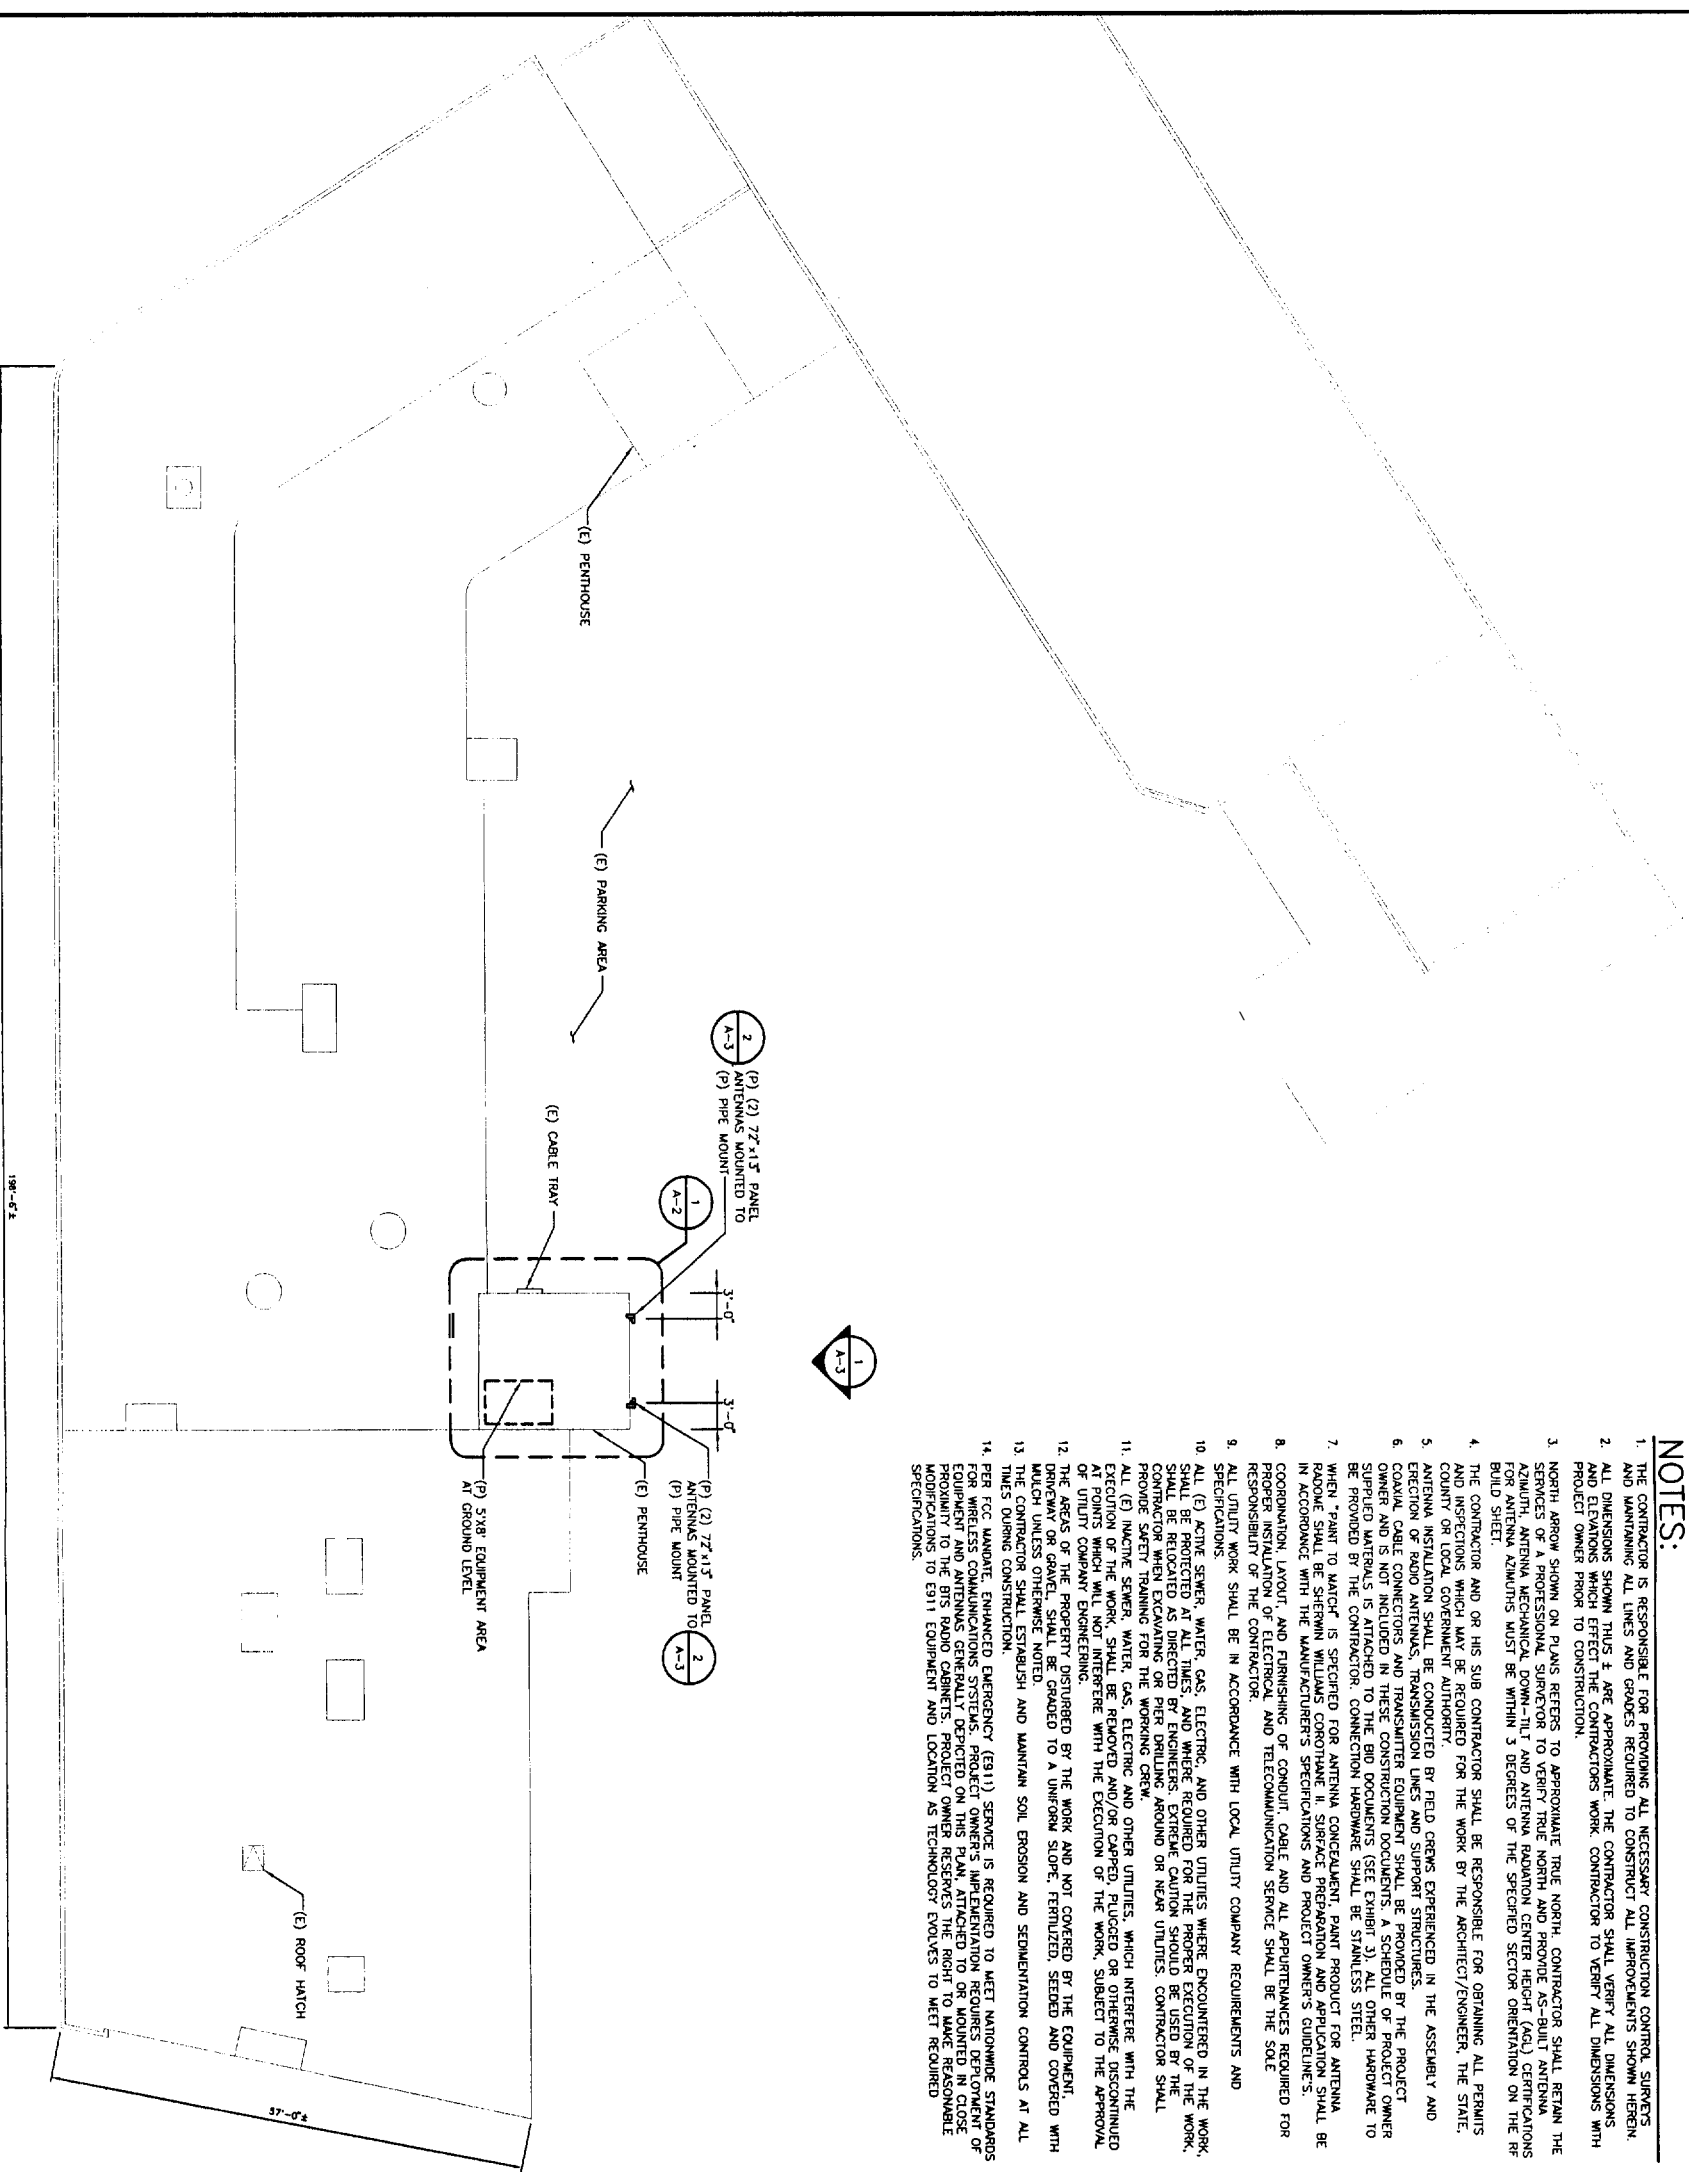 NOTES:
1. THE CONTRACTOR IS RESPONSIBLE FOR PROVIDING ALL NECESSARY CONSTRUCTION CONTROL SURVEYS
AND MAINTAINING ALL LINES AND GRADES REQUIRED TO CONSTRUCT ALL IMPROVEMENTS SHOWN HEREIN.
2. ALL DIMENSIONS SHOWN THUS ± ARE APPROXIMATE. THE CONTRACTOR SHALL VERIFY ALL DIMENSIONS
AND ELEVATIONS WHICH EFFECT THE CONTRACTORS WORK. CONTRACTOR TO VERIFY ALL DIMENSIONS WITH
PROJECT OWNER PRIOR TO CONSTRUCTION.
3. NORTH ARROW SHOWN ON PLANS REFERS TO APPROXIMATE TRUE NORTH. CONTRACTOR SHALL RETAIN THE
SERVICES OF A PROFESSIONAL SURVEYOR TO VERIFY TRUE NORTH AND PROVIDE AS-BUILT ANTENNA
AZIMUTH, ANTENNA MECHANICAL DOWN-TILT AND ANTENNA RADIATION CENTER HEIGHT (AGL) CERTIFICATIONS
FOR ANTENNA AZIMUTHS MUST BE WITHIN 3 DEGREES OF THE SPECIFIED SECTOR ORIENTATION ON THE RF
BUILD SHEET.
4. THE CONTRACTOR AND OR HIS SUB CONTRACTOR SHALL BE RESPONSIBLE FOR OBTAINING ALL PERMITS
AND INSPECTIONS WHICH MAY BE REQUIRED FOR THE WORK BY THE ARCHITECT/ENGINEER, THE STATE,
COUNTY OR LOCAL GOVERNMENT AUTHORITY.
5. ANTENNA INSTALLATION SHALL BE CONDUCTED BY FIELD CREWS EXPERIENCED IN THE ASSEMBLY AND
ERECTION OF RADIO ANTENNAS, TRANSMISSION LINES AND SUPPORT STRUCTURES.
6. COAXIAL CABLE CONNECTORS AND TRANSMITTER EQUIPMENT SHALL BE PROVIDED BY THE PROJECT
OWNER AND IS NOT INCLUDED IN THESE CONSTRUCTION DOCUMENTS. A SCHEDULE OF PROJECT OWNER
SUPPLIED MATERIALS IS ATTACHED TO THE BID DOCUMENTS (SEE EXHIBIT 3). ALL OTHER HARDWARE TO
BE PROVIDED BY THE CONTRACTOR. CONNECTION HARDWARE SHALL BE STAINLESS STEEL.
7. WHEN "PAINT TO MATCH" IS SPECIFIED FOR ANTENNA CONCEALMENT, PAINT PRODUCT FOR ANTENNA
RADOME SHALL BE SHERWIN WILLIAMS COROTHANE II. SURFACE PREPARATION AND APPLICATION SHALL BE
IN ACCORDANCE WITH THE MANUFACTURER'S SPECIFICATIONS AND PROJECT OWNER'S GUIDELINE'S.
8. COORDINATION, LAYOUT, AND FURNISHING OF CONDUIT, CABLE AND ALL APPURTENANCES REQUIRED FOR
PROPER INSTALLATION OF ELECTRICAL AND TELECOMMUNICATION SERVICE SHALL BE THE SOLE
RESPONSIBILITY OF THE CONTRACTOR.
9. ALL UTILITY WORK SHALL BE IN ACCORDANCE WITH LOCAL UTILITY COMPANY REQUIREMENTS AND
SPECIFICATIONS.
10. ALL (E) ACTIVE SEWER, WATER, GAS, ELECTRIC, AND OTHER UTILITIES WHERE ENCOUNTERED IN THE WORK,
SHALL BE PROTECTED AT ALL TIMES, AND WHERE REQUIRED FOR THE PROPER EXECUTION OF THE WORK,
SHALL BE RELOCATED AS DIRECTED BY ENGINEERS. EXTREME CAUTION SHOULD BE USED BY THE
CONTRACTOR WHEN EXCAVATING OR PIER DRILLING AROUND OR NEAR UTILITIES. CONTRACTOR SHALL
PROVIDE SAFETY TRAINING FOR THE WORKING CREW.
11. ALL (E) INACTIVE SEWER, WATER, GAS, ELECTRIC AND OTHER UTILITIES, WHICH INTERFERE WITH THE
EXECUTION OF THE WORK, SHALL BE REMOVED AND/OR CAPPED, PLUGGED OR OTHERWISE DISCONTINUED
AT POINTS WHICH WILL NOT INTERFERE WITH THE EXECUTION OF THE WORK, SUBJECT TO THE APPROVAL
OF UTILITY COMPANY ENGINEERING.
12. THE AREAS OF THE PROPERTY DISTURBED BY THE WORK AND NOT COVERED BY THE EQUIPMENT,
DRIVEWAY OR GRAVEL, SHALL BE GRADED TO A UNIFORM SLOPE, FERTILIZED, SEEDED AND COVERED WITH
MULCH UNLESS OTHERWISE NOTED.
13. THE CONTRACTOR SHALL ESTABLISH AND MAINTAIN SOIL EROSION AND SEDIMENTATION CONTROLS AT ALL
TIMES DURING CONSTRUCTION.
14. PER FCC MANDATE, ENHANCED EMERGENCY (E911) SERVICE IS REQUIRED TO MEET NATIONWIDE STANDARDS
FOR WIRELESS COMMUNICATIONS SYSTEMS. PROJECT OWNER'S IMPLEMENTATION REQUIRES DEPLOYMENT OF
EQUIPMENT AND ANTENNAS GENERALLY DEPICTED ON THIS PLAN, ATTACHED TO OR MOUNTED IN CLOSE
PROXIMITY TO THE BTS RADIO CABINETS. PROJECT OWNER RESERVES THE RIGHT TO MAKE REASONABLE
MODIFICATIONS TO E911 EQUIPMENT AND LOCATION AS TECHNOLOGY EVOLVES TO MEET REQUIRED
SPECIFICATIONS.
1
A-3
2
A-3
(P) (2) 72"x13" PANEL
ANTENNAS MOUNTED TO
(P) PIPE MOUNT
1
A-2
3'-0"
3'-0"
(P) (2) 72"x13" PANEL
ANTENNAS MOUNTED TO
(P) PIPE MOUNT
2
A-3
(E) PENTHOUSE
(E) PARKING AREA
(E) CABLE TRAY
(E) PENTHOUSE
(P) 5'X8' EQUIPMENT AREA
AT GROUND LEVEL
(E) ROOF HATCH
57'-0"±
198'-6"±